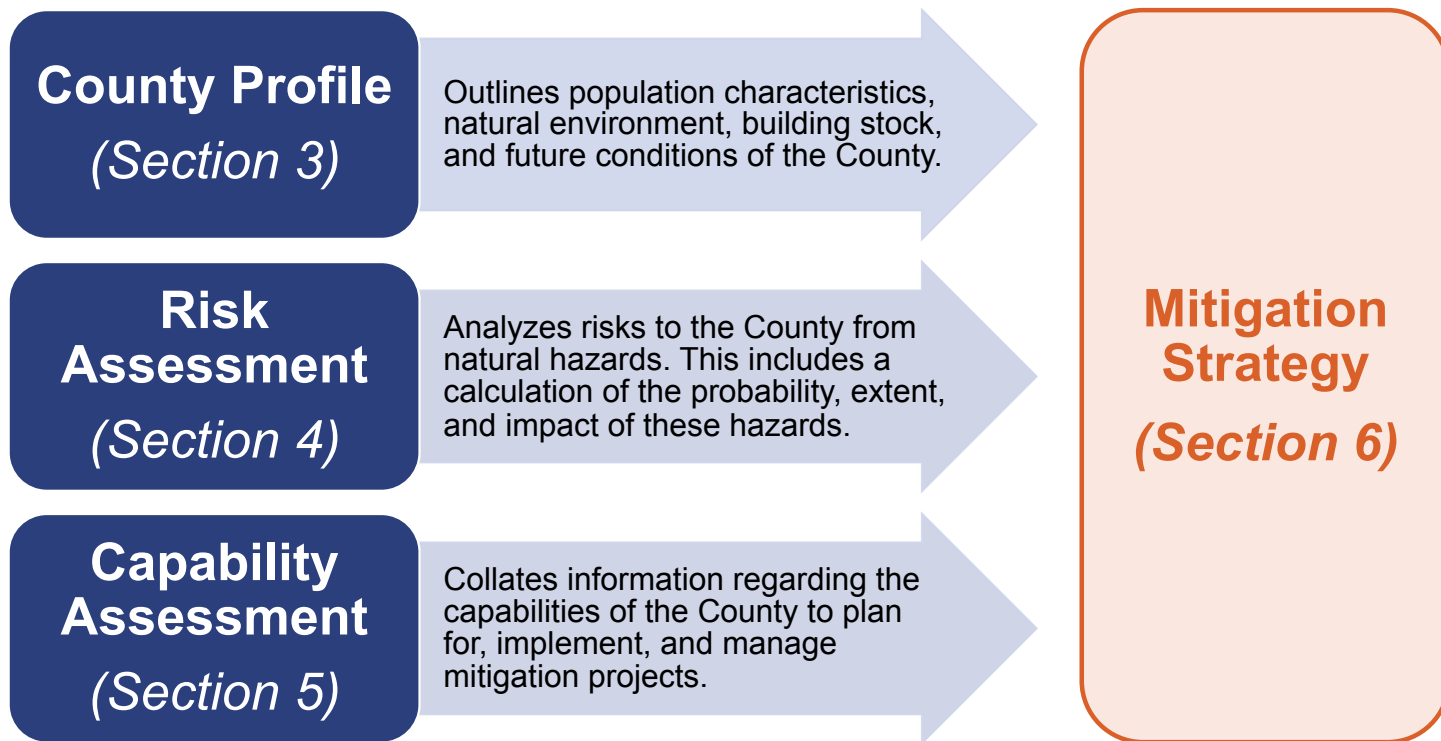 County Profile
(Section 3)
Outlines population characteristics,
natural environment, building stock,
and future conditions of the County.
Risk
Assessment
(Section 4)
Analyzes risks to the County from
natural hazards. This includes a
calculation of the probability, extent,
and impact of these hazards.
Capability
Assessment
(Section 5)
Collates information regarding the
capabilities of the County to plan
for, implement, and manage
mitigation projects.
Mitigation
Strategy
(Section 6)